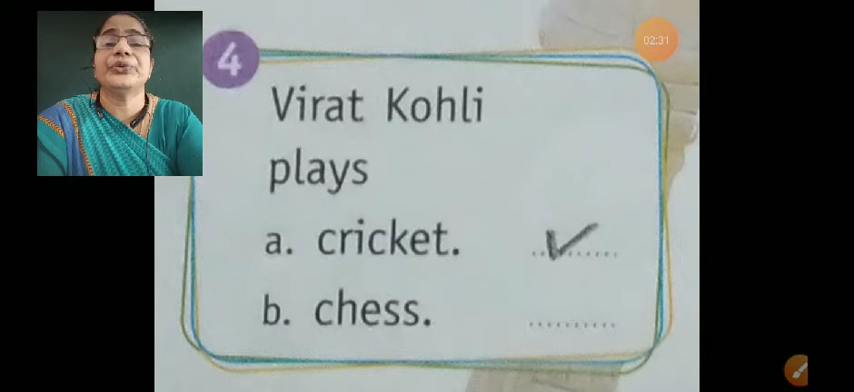 02:31
4
Virat Kohli
plays
a. cricket.
b. chess.